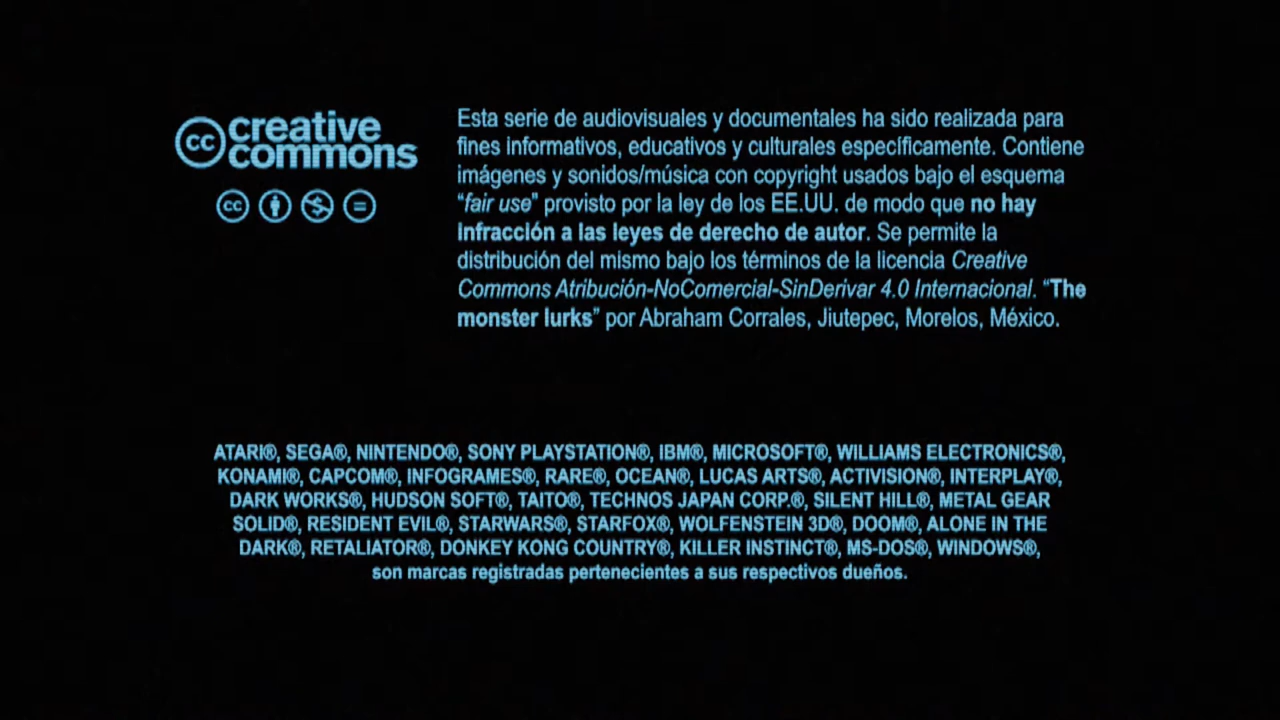 cc creative commons
cc $ =
Esta serie de audiovisuales y documentales ha sido realizada para
fines informativos, educativos y culturales específicamente. Contiene
imágenes y sonidos/música con copyright usados bajo el esquema
“fair use” provisto por la ley de los EE.UU. de modo que no hay
infracción a las leyes de derecho de autor. Se permite la
distribución del mismo bajo los términos de la licencia Creative
Commons Atribución-NoComercial-SinDerivar 4.0 Internacional. “The
monster lurks” por Abraham Corrales, Jiutepec, Morelos, México.
ATARI®, SEGA®, NINTENDO®, SONY PLAYSTATION®, IBM®, MICROSOFT®, WILLIAMS ELECTRONICS®,
KONAMI®, CAPCOM®, INFOGRAMES®, RARE®, OCEAN®, LUCAS ARTS®, ACTIVISION®, INTERPLAY®,
DARK WORKS®, HUDSON SOFT®, TAITO®, TECHNOS JAPAN CORP.®, SILENT HILL®, METAL GEAR
SOLID®, RESIDENT EVIL®, STARWARS®, STARFOX®, WOLFENSTEIN 3D®, DOOM®, ALONE IN THE
DARK®, RETALIATOR®, DONKEY KONG COUNTRY®, KILLER INSTINCT®, MS-DOS®, WINDOWS®,
son marcas registradas pertenecientes a sus respectivos dueños.